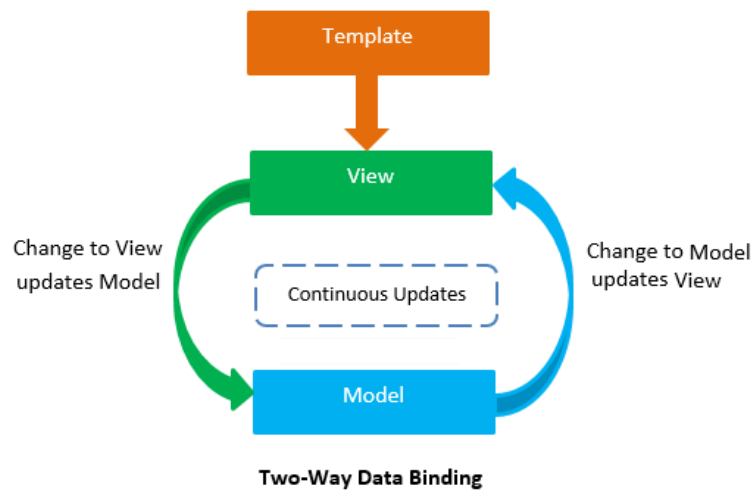 Template
View
Change to View
updates Model
Change to Model
updates View
Continuous Updates
Model
Two-Way Data Binding